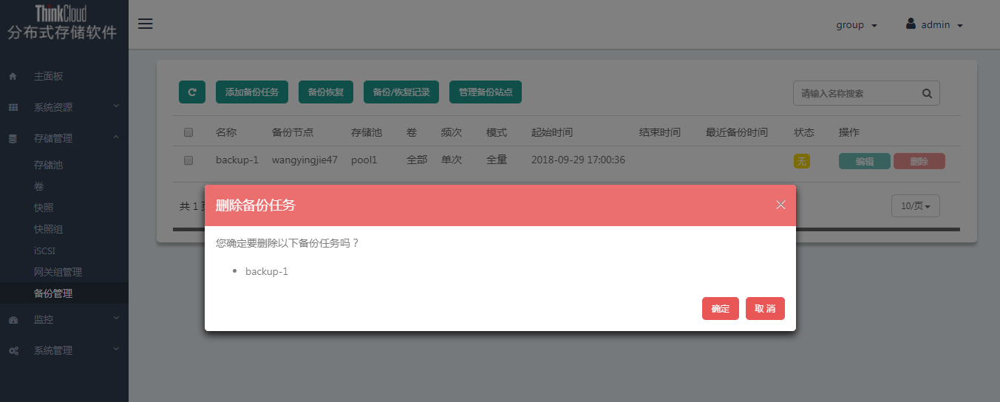 ThinkCloud
分布式存储软件
group
admin
主面板
系统资源
存储管理
存储池
卷
快照
快照组
iSCSI
网关组管理
备份管理
监控
系统管理
添加备份任务 备份恢复 备份/恢复记录 管理备份站点 请输入名称搜索
名称 备份节点 存储池 卷 频次 模式 起始时间 结束时间 最近备份时间 状态 操作
backup-1 wangyingjie47 pool1 全部 单次 全量 2018-09-29 17:00:36 无 编辑 删除
共 1 10/页
删除备份任务
您确定要删除以下备份任务吗？
backup-1
确定 取 消